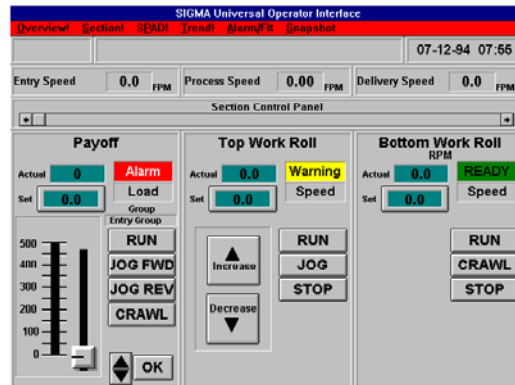 SIGMA Universal Operator Interface
Overview! Section! SPAD! Trend! Alarm/Flt Snapshot
07-12-94 07:55
Entry Speed 0.0 FPM Process Speed 0.00 FPM Delivery Speed 0.0 FPM
Section Control Panel
Payoff
Actual 0 Alarm
Set 0.0 Load
Group
Entry Group
500
400
300
200
100
0
RUN
JOG FWD
JOG REV
CRAWL
OK
Top Work Roll
Actual 0.0 Warning
Set 0.0 Speed
Increase
Decrease
RUN
JOG
STOP
Bottom Work Roll
RPM
Actual 0.0 READY
Set 0.0 Speed
RUN
CRAWL
STOP